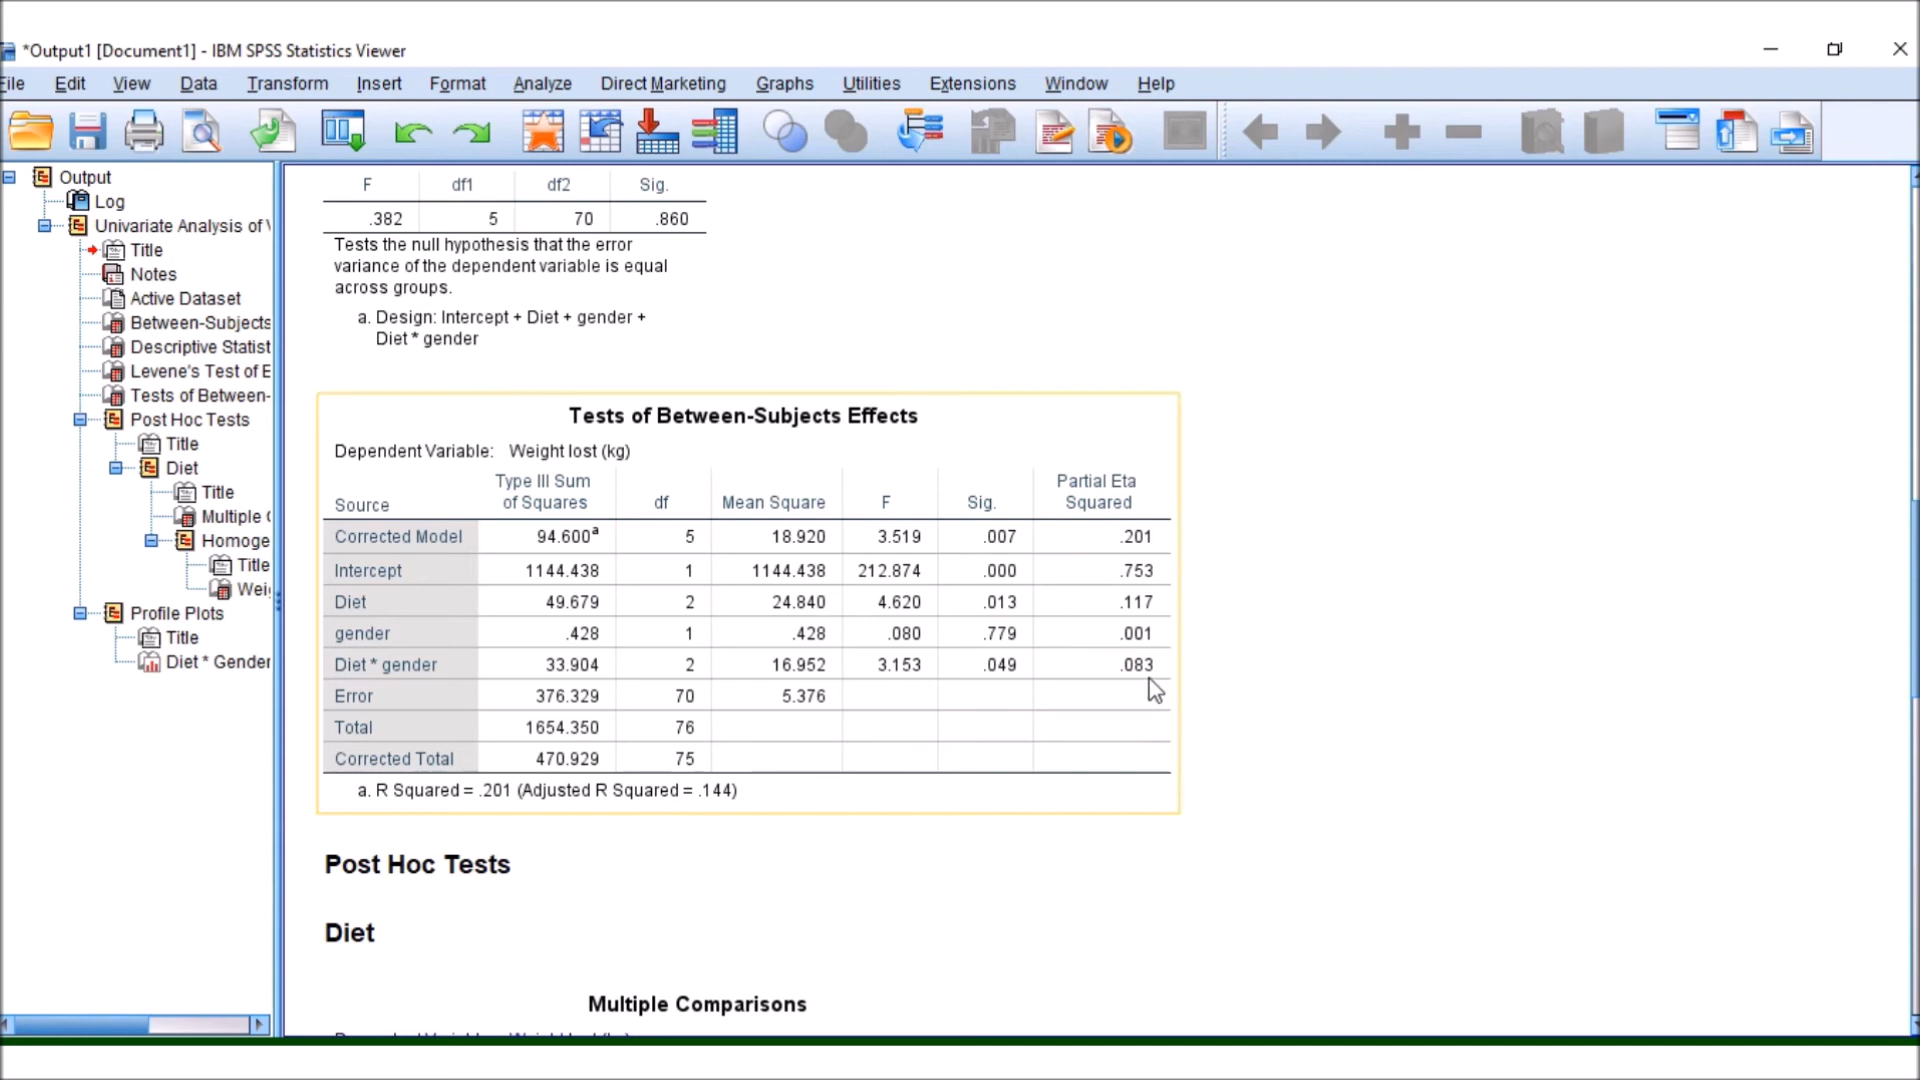 *Output1 [Document1] - IBM SPSS Statistics Viewer
File Edit View Data Transform Insert Format Analyze Direct Marketing Graphs Utilities Extensions Window Help
Output
Log
Univariate Analysis of
Title
Notes
Active Dataset
Between-Subjects
Descriptive Statist
Levene's Test of E
Tests of Between-
Post Hoc Tests
Title
Diet
Title
Multiple
Homoge
Title
Wei
Profile Plots
Title
Diet * Gender
F df1 df2 Sig.
.382 5 70 .860
Tests the null hypothesis that the error
variance of the dependent variable is equal
across groups.
a. Design: Intercept + Diet + gender +
Diet * gender
Tests of Between-Subjects Effects
Dependent Variable: Weight lost (kg)
Source Type III Sum of Squares df Mean Square F Sig. Partial Eta Squared
Corrected Model 94.600a 5 18.920 3.519 .007 .201
Intercept 1144.438 1 1144.438 212.874 .000 .753
Diet 49.679 2 24.840 4.620 .013 .117
gender .428 1 .428 .080 .779 .001
Diet * gender 33.904 2 16.952 3.153 .049 .083
Error 376.329 70 5.376
Total 1654.350 76
Corrected Total 470.929 75
a. R Squared = .201 (Adjusted R Squared = .144)
Post Hoc Tests
Diet
Multiple Comparisons